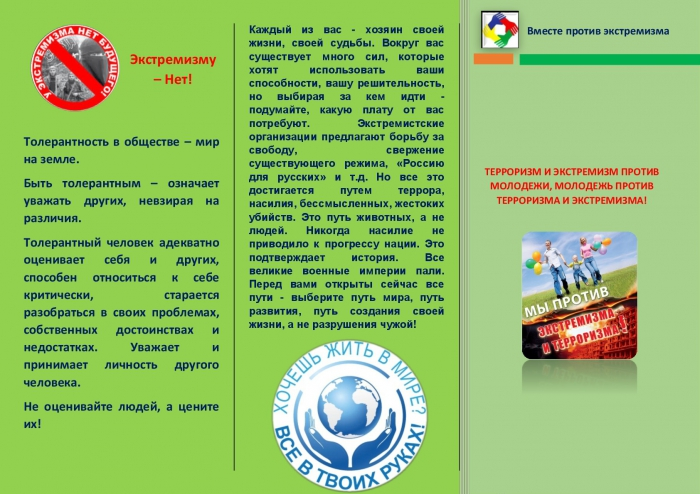 У ЭКСТРЕМИЗМА НЕТ БУДУЩЕГО!
Экстремизму
– Нет!
Толерантность в обществе – мир
на земле.
Быть толерантным – означает
уважать других, невзирая на
различия.
Толерантный человек адекватно
оценивает себя и других,
способен относиться к себе
критически, старается
разобраться в своих проблемах,
собственных достоинствах и
недостатках. Уважает и
принимает личность другого
человека.
Не оценивайте людей, а цените
их!
Каждый из вас - хозяин своей
жизни, своей судьбы. Вокруг вас
существует много сил, которые
хотят использовать ваши
способности, вашу решительность,
но выбирая за кем идти -
подумайте, какую плату от вас
потребуют. Экстремистские
организации предлагают борьбу за
свободу, свержение
существующего режима, «Россию
для русских» и т.д. Но все это
достигается путем террора,
насилия, бессмысленных, жестоких
убийств. Это путь животных, а не
людей. Никогда насилие не
приводило к прогрессу нации. Это
подтверждает история. Все
великие военные империи пали.
Перед вами открыты сейчас все
пути - выберите путь мира, путь
развития, путь создания своей
жизни, а не разрушения чужой!
ХОЧЕШЬ ЖИТЬ В МИРЕ?
ВСЕ В ТВОИХ РУКАХ!
Вместе против экстремизма
ТЕРРОРИЗМ И ЭКСТРЕМИЗМ ПРОТИВ
МОЛОДЕЖИ, МОЛОДЕЖЬ ПРОТИВ
ТЕРРОРИЗМА И ЭКСТРЕМИЗМА!
МЫ ПРОТИВ
ЭКСТРЕМИЗМА
И ТЕРРОРИЗМА!